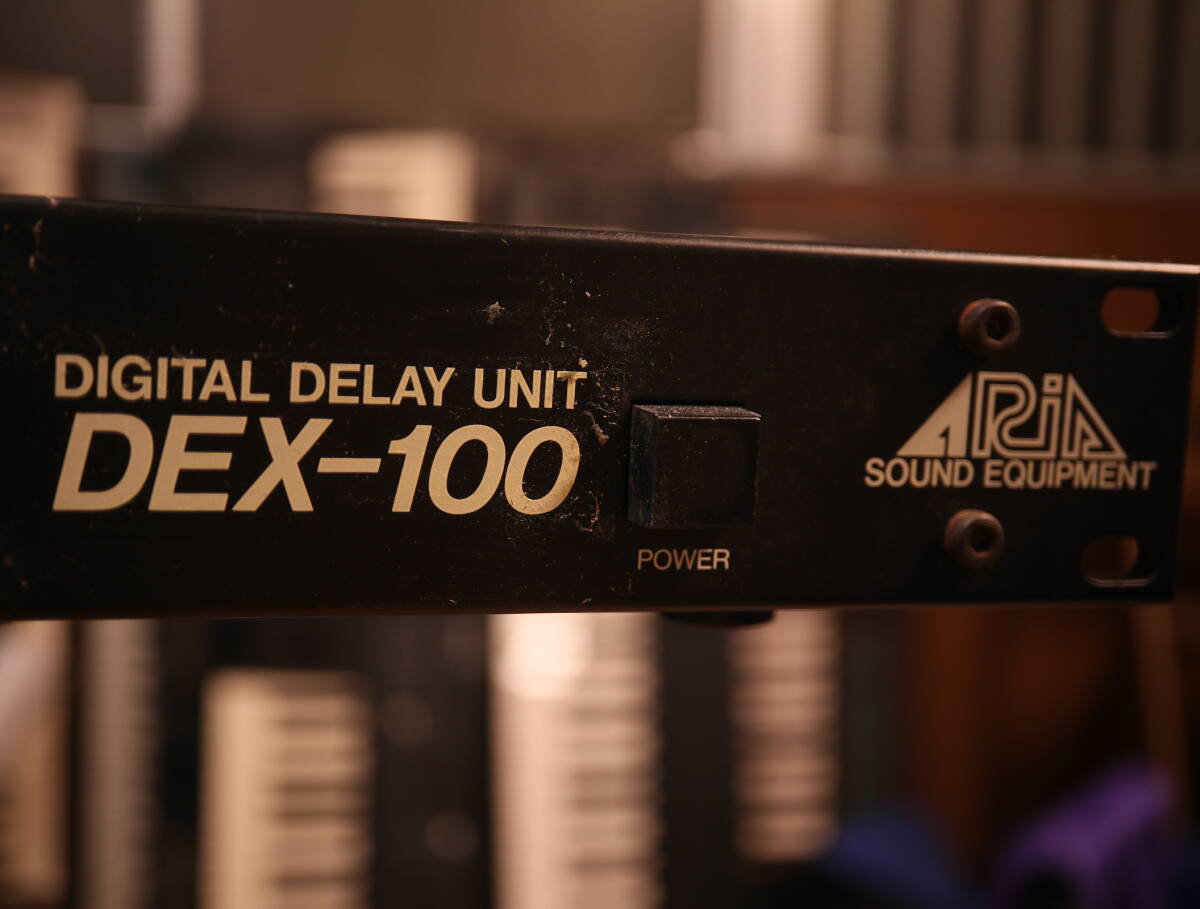 DIGITAL DELAY UNIT
DEX-100
POWER
ARIA
SOUND EQUIPMENT